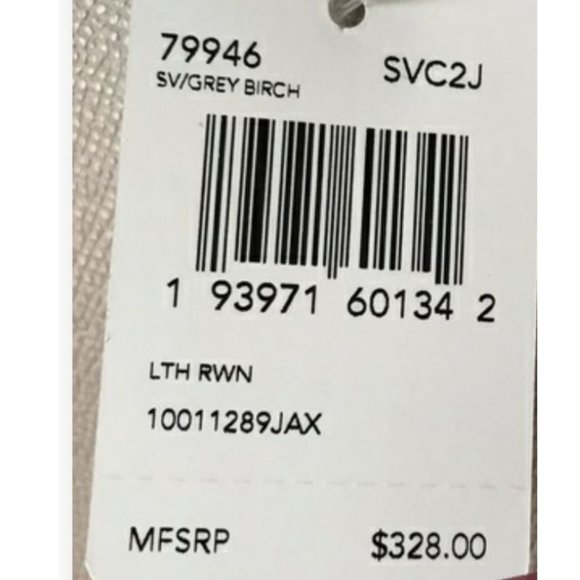 79946 SVC2J
SV/GREY BIRCH
1 93971 60134 2
LTH RWN
10011289JAX
MFSRP $328.00